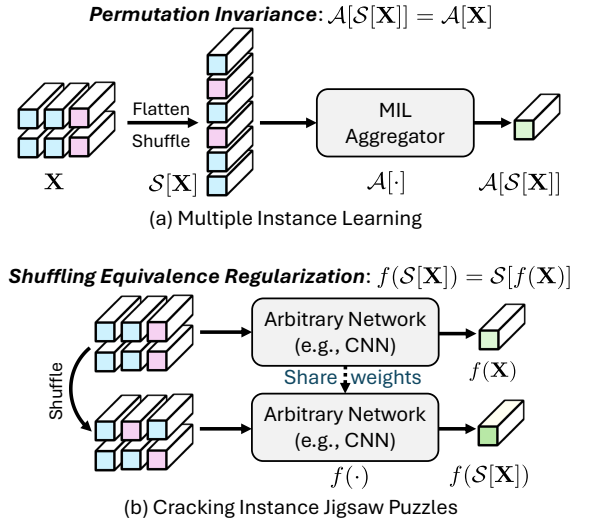 Permutation Invariance: 𝒜[𝒮[𝐗]] = 𝒜[𝐗]
Flatten
Shuffle
MIL
Aggregator
𝐗
𝒮[𝐗]
𝒜[·]
𝒜[𝒮[𝐗]]
(a) Multiple Instance Learning
Shuffling Equivalence Regularization: f(𝒮[𝐗]) = 𝒮[f(𝐗)]
Arbitrary Network
(e.g., CNN)
f(𝐗)
Shuffle
Share weights
Arbitrary Network
(e.g., CNN)
f(·)
f(𝒮[𝐗])
(b) Cracking Instance Jigsaw Puzzles